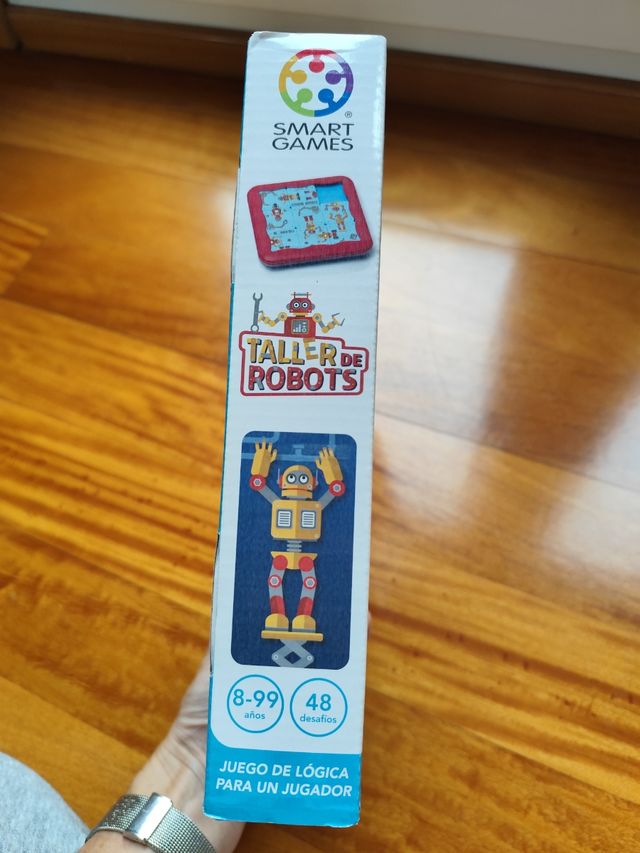 ®
SMART
GAMES
TALLER DE
ROBOTS
8-99
años
48
desafíos
JUEGO DE LÓGICA
PARA UN JUGADOR